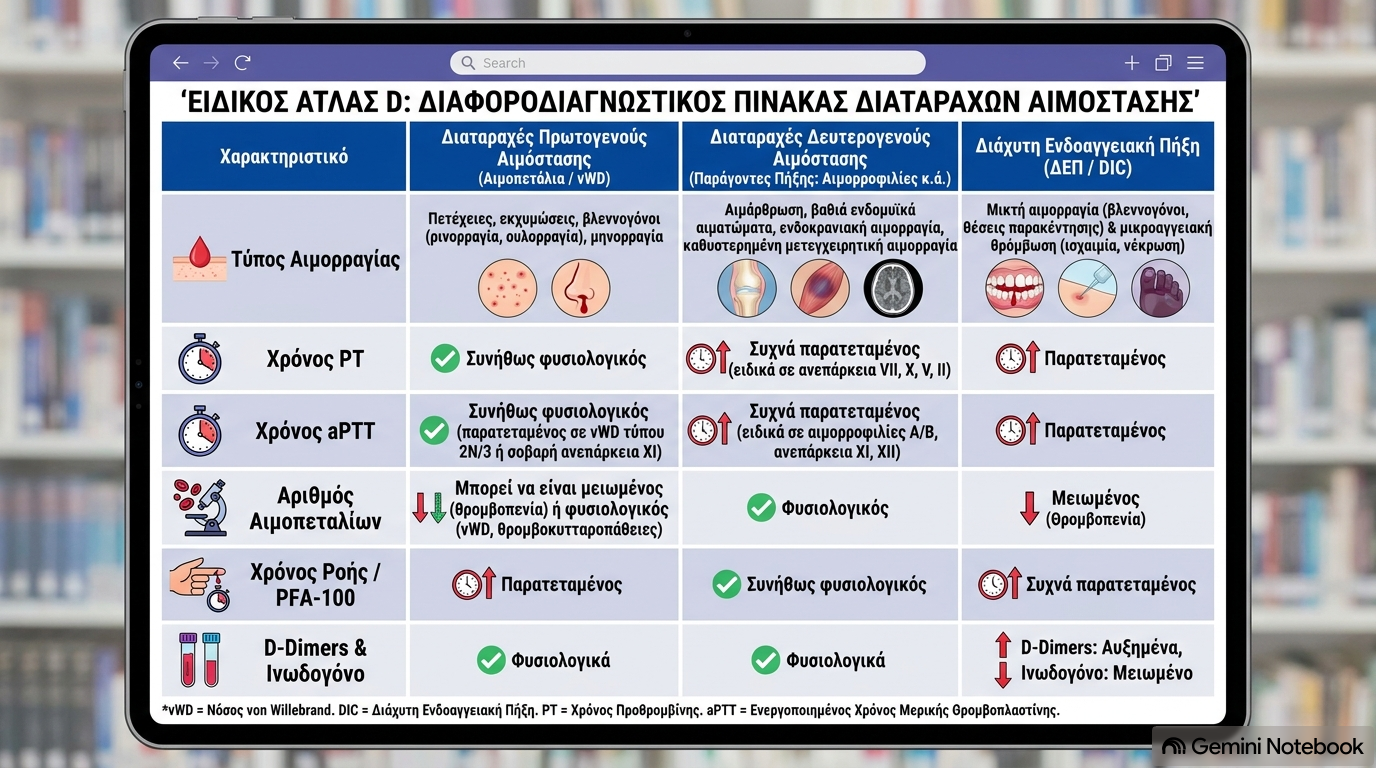 Search
‘ΕΙΔΙΚΟΣ ΑΤΛΑΣ D: ΔΙΑΦΟΡΟΔΙΑΓΝΩΣΤΙΚΟΣ ΠΙΝΑΚΑΣ ΔΙΑΤΑΡΑΧΩΝ ΑΙΜΟΣΤΑΣΗΣ’
Χαρακτηριστικό
Διαταραχές Πρωτογενούς
Αιμόστασης
(Αιμοπετάλια / vWD)
Διαταραχές Δευτερογενούς
Αιμόστασης
(Παράγοντες Πήξης: Αιμορροφιλίες κ.ά.)
Διάχυτη Ενδοαγγειακή Πήξη
(ΔΕΠ / DIC)
Τύπος Αιμορραγίας
Πετέχειες, εκχυμώσεις, βλεννογόνοι
(ρινορραγία, ουλορραγία), μηνορραγία
Αιμάρθρωση, βαθιά ενδομυϊκά
αιματώματα, ενδοκρανιακή αιμορραγία,
καθυστερημένη μετεγχειρητική αιμορραγία
Μικτή αιμορραγία (βλεννογόνοι,
θέσεις παρακέντησης) & μικροαγγειακή
θρόμβωση (ισχαιμία, νέκρωση)
Χρόνος PT
Συνήθως φυσιολογικός
Συχνά παρατεταμένος
(ειδικά σε ανεπάρκεια VII, X, V, II)
Παρατεταμένος
Χρόνος aPTT
Συνήθως φυσιολογικός
(παρατεταμένος σε vWD τύπου
2N/3 ή σοβαρή ανεπάρκεια XI)
Συχνά παρατεταμένος
(ειδικά σε αιμορροφιλίες A/B,
ανεπάρκεια XI, XII)
Παρατεταμένος
Αριθμός
Αιμοπεταλίων
Μπορεί να είναι μειωμένος
(θρομβοπενία) ή φυσιολογικός
(vWD, θρομβοκυτταροπάθειες)
Φυσιολογικός
Μειωμένος
(Θρομβοπενία)
Χρόνος Ροής /
PFA-100
Παρατεταμένος
Συνήθως φυσιολογικός
Συχνά παρατεταμένος
D-Dimers &
Ινωδογόνο
Φυσιολογικά
Φυσιολογικά
D-Dimers: Αυξημένα,
Ινωδογόνο: Μειωμένο
*vWD = Νόσος von Willebrand. DIC = Διάχυτη Ενδοαγγειακή Πήξη. PT = Χρόνος Προθρομβίνης. aPTT = Ενεργοποιημένος Χρόνος Μερικής Θρομβοπλαστίνης.
Gemini Notebook